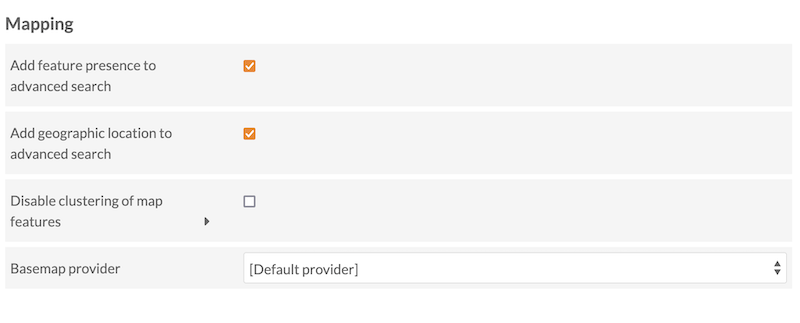 Mapping
Add feature presence to
advanced search
Add geographic location to
advanced search
Disable clustering of map
features
Basemap provider
[Default provider]